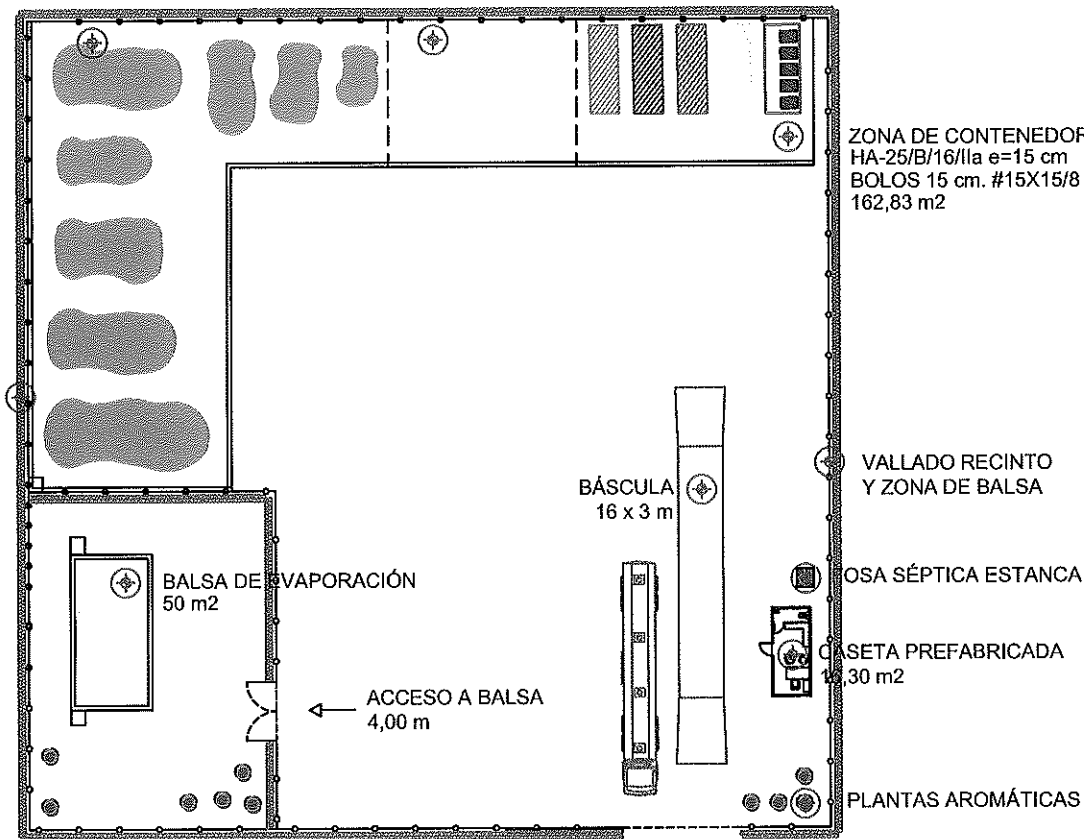 ZONA DE CONTENEDOR
HA-25/B/16/IIa e=15 cm
BOLOS 15 cm. #15X15/8
162,83 m2
VALLADO RECINTO
Y ZONA DE BALSA
BÁSCULA
16 x 3 m
BALSA DE EVAPORACIÓN
50 m2
OSA SÉPTICA ESTANCA
CASETA PREFABRICADA
,30 m2
ACCESO A BALSA
4,00 m
PLANTAS AROMÁTICAS